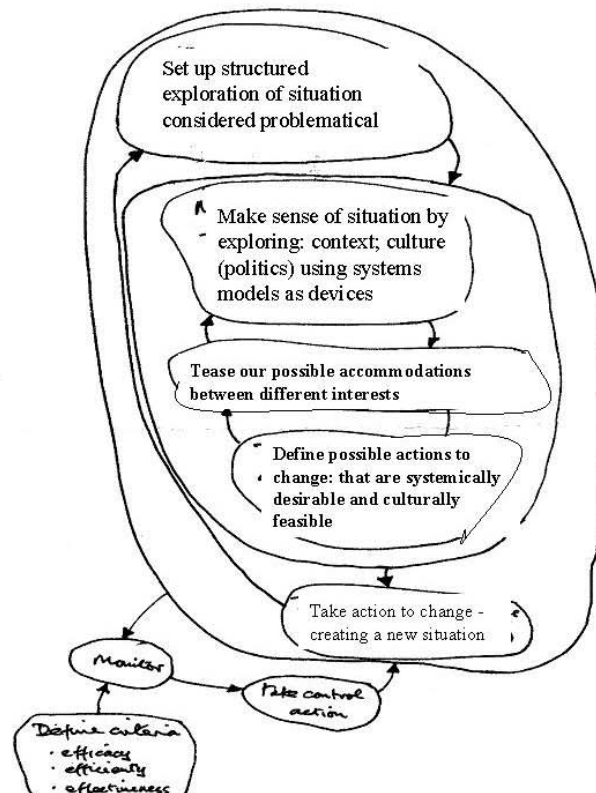 Set up structured
exploration of situation
considered problematical
Make sense of situation by
exploring: context; culture
(politics) using systems
models as devices
Tease our possible accommodations
between different interests
Define possible actions to
change: that are systemically
desirable and culturally
feasible
Take action to change -
creating a new situation
Monitor
Take control
action
Define criteria
· efficacy
· efficiency
· effectiveness